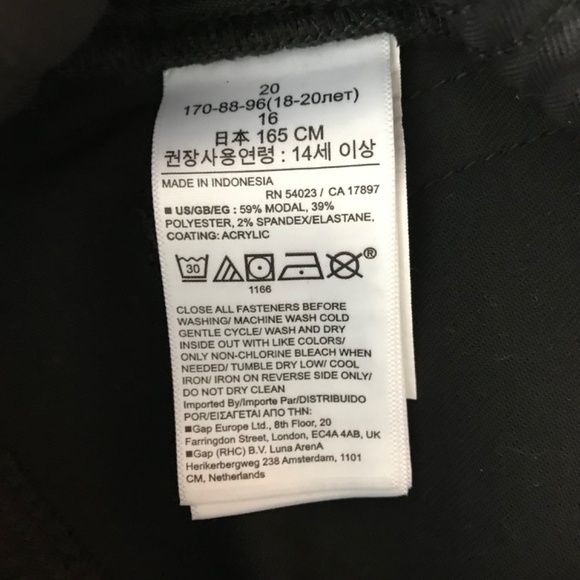 20
170-88-96(18-20лет)
16
日本 165 CM
권장사용연령 : 14세 이상
MADE IN INDONESIA
RN 54023 / CA 17897
■ US/GB/EG : 59% MODAL, 39%
POLYESTER, 2% SPANDEX/ELASTANE.
COATING: ACRYLIC
30
®
1166
CLOSE ALL FASTENERS BEFORE
WASHING/ MACHINE WASH COLD
GENTLE CYCLE/ WASH AND DRY
INSIDE OUT WITH LIKE COLORS/
ONLY NON-CHLORINE BLEACH WHEN
NEEDED/ TUMBLE DRY LOW/ COOL
IRON/ IRON ON REVERSE SIDE ONLY/
DO NOT DRY CLEAN
Imported By/Importe Par/DISTRIBUIDO
POR/ΕΙΣΑΓΕΤΑΙ ΑΠΟ ΤΗΝ:
■Gap Europe Ltd., 8th Floor, 20
Farringdon Street, London, EC4A 4AB, UK
■Gap (RHC) B.V. Luna ArenA
Herikerbergweg 238 Amsterdam, 1101
CM, Netherlands